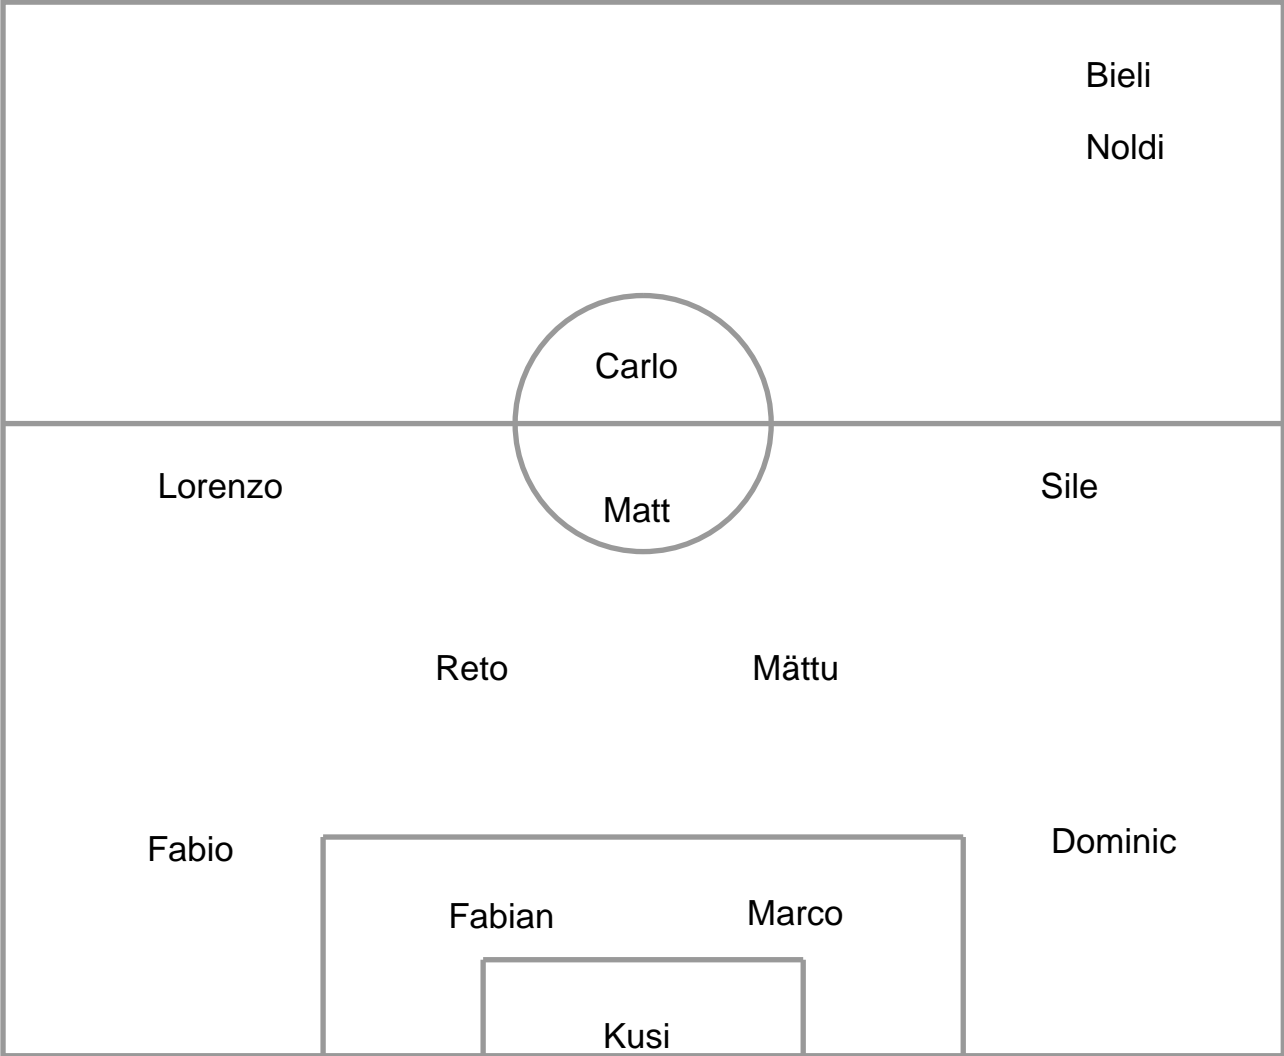 Bieli
Noldi
Carlo
Lorenzo
Sile
Matt
Reto
Mättu
Fabio
Dominic
Fabian
Marco
Kusi